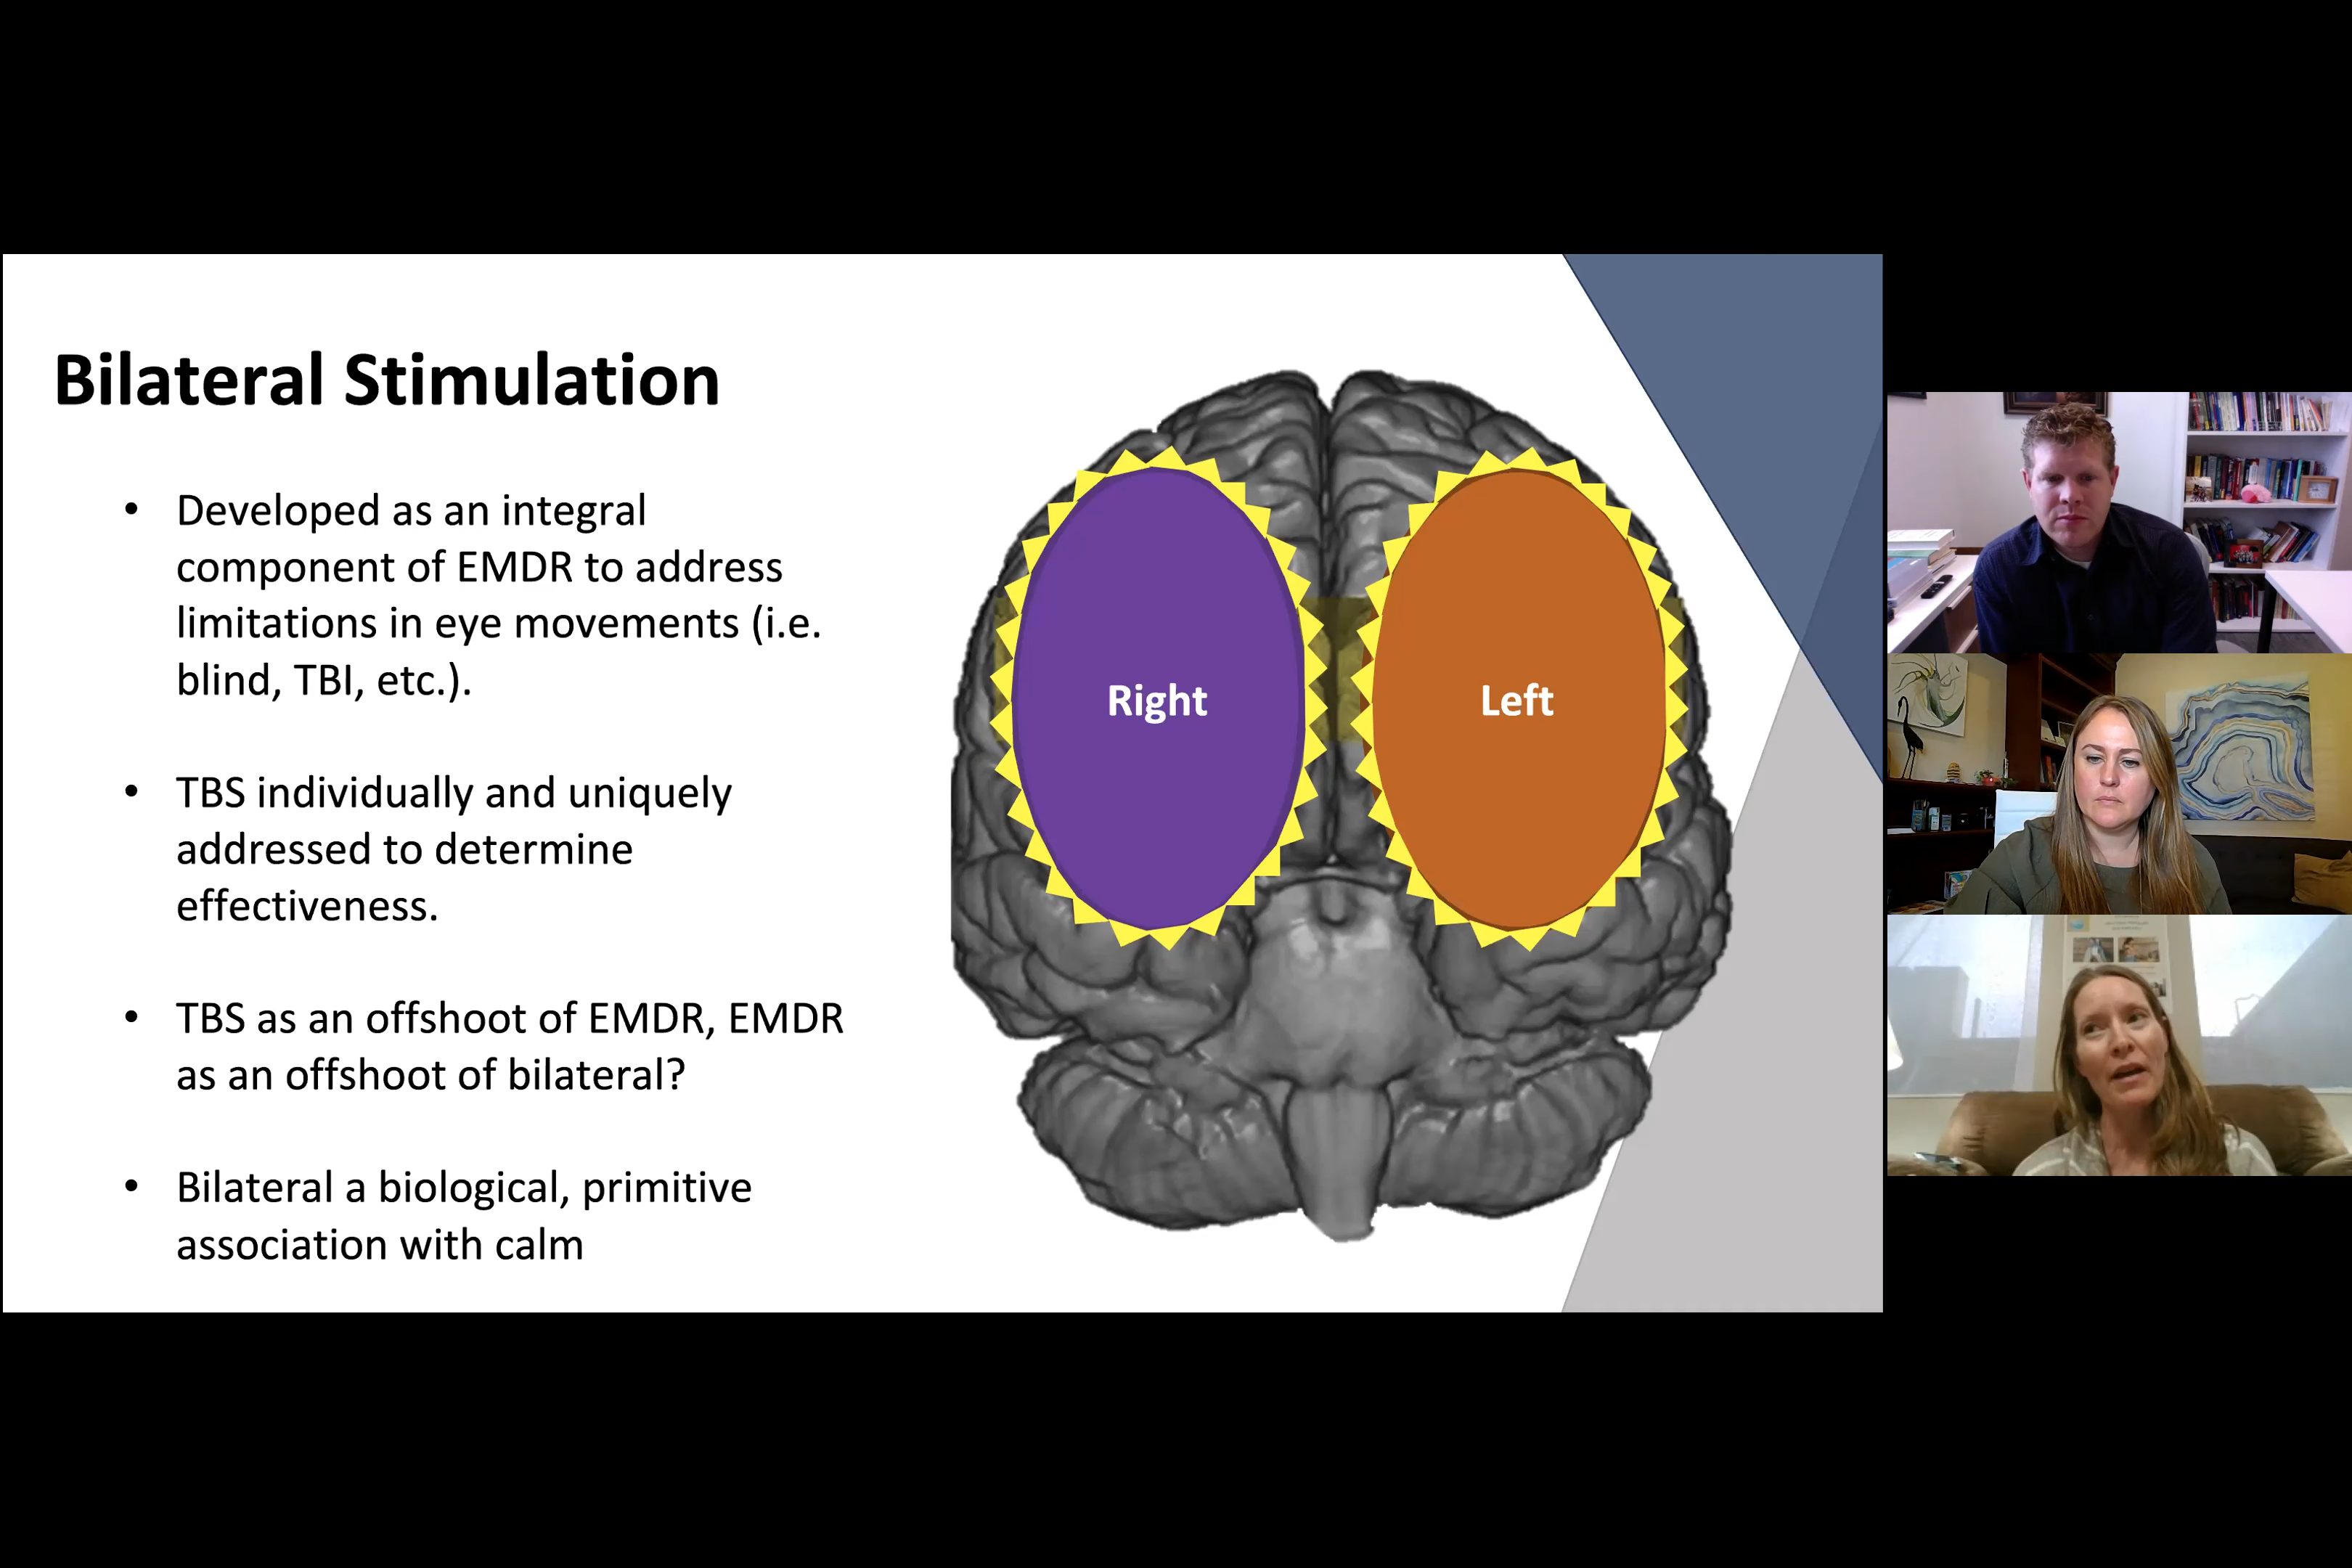 Bilateral Stimulation
• Developed as an integral
component of EMDR to address
limitations in eye movements (i.e.
blind, TBI, etc.).
• TBS individually and uniquely
addressed to determine
effectiveness.
• TBS as an offshoot of EMDR, EMDR
as an offshoot of bilateral?
• Bilateral a biological, primitive
association with calm
Right
Left